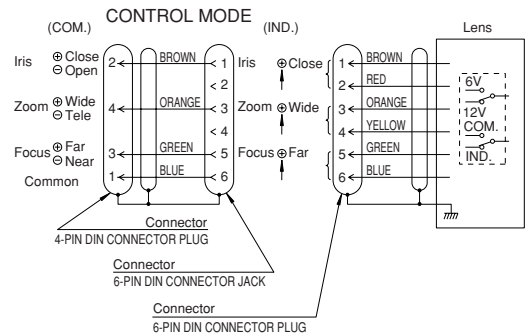 CONTROL MODE
(COM.)
(IND.)
Lens
Iris ⊕ Close
⊖ Open
2 BROWN 1
2
Zoom ⊕ Wide
⊖ Tele
4 ORANGE 3
4
Focus ⊕ Far
⊖ Near
3 GREEN 5
Common
1 BLUE 6
Iris ⊕ Close
Zoom ⊕ Wide
Focus ⊕ Far
1 BROWN
2 RED
3 ORANGE
4 YELLOW
5 GREEN
6 BLUE
6V
12V
COM.
IND.
Connector
4-PIN DIN CONNECTOR PLUG
Connector
6-PIN DIN CONNECTOR JACK
Connector
6-PIN DIN CONNECTOR PLUG